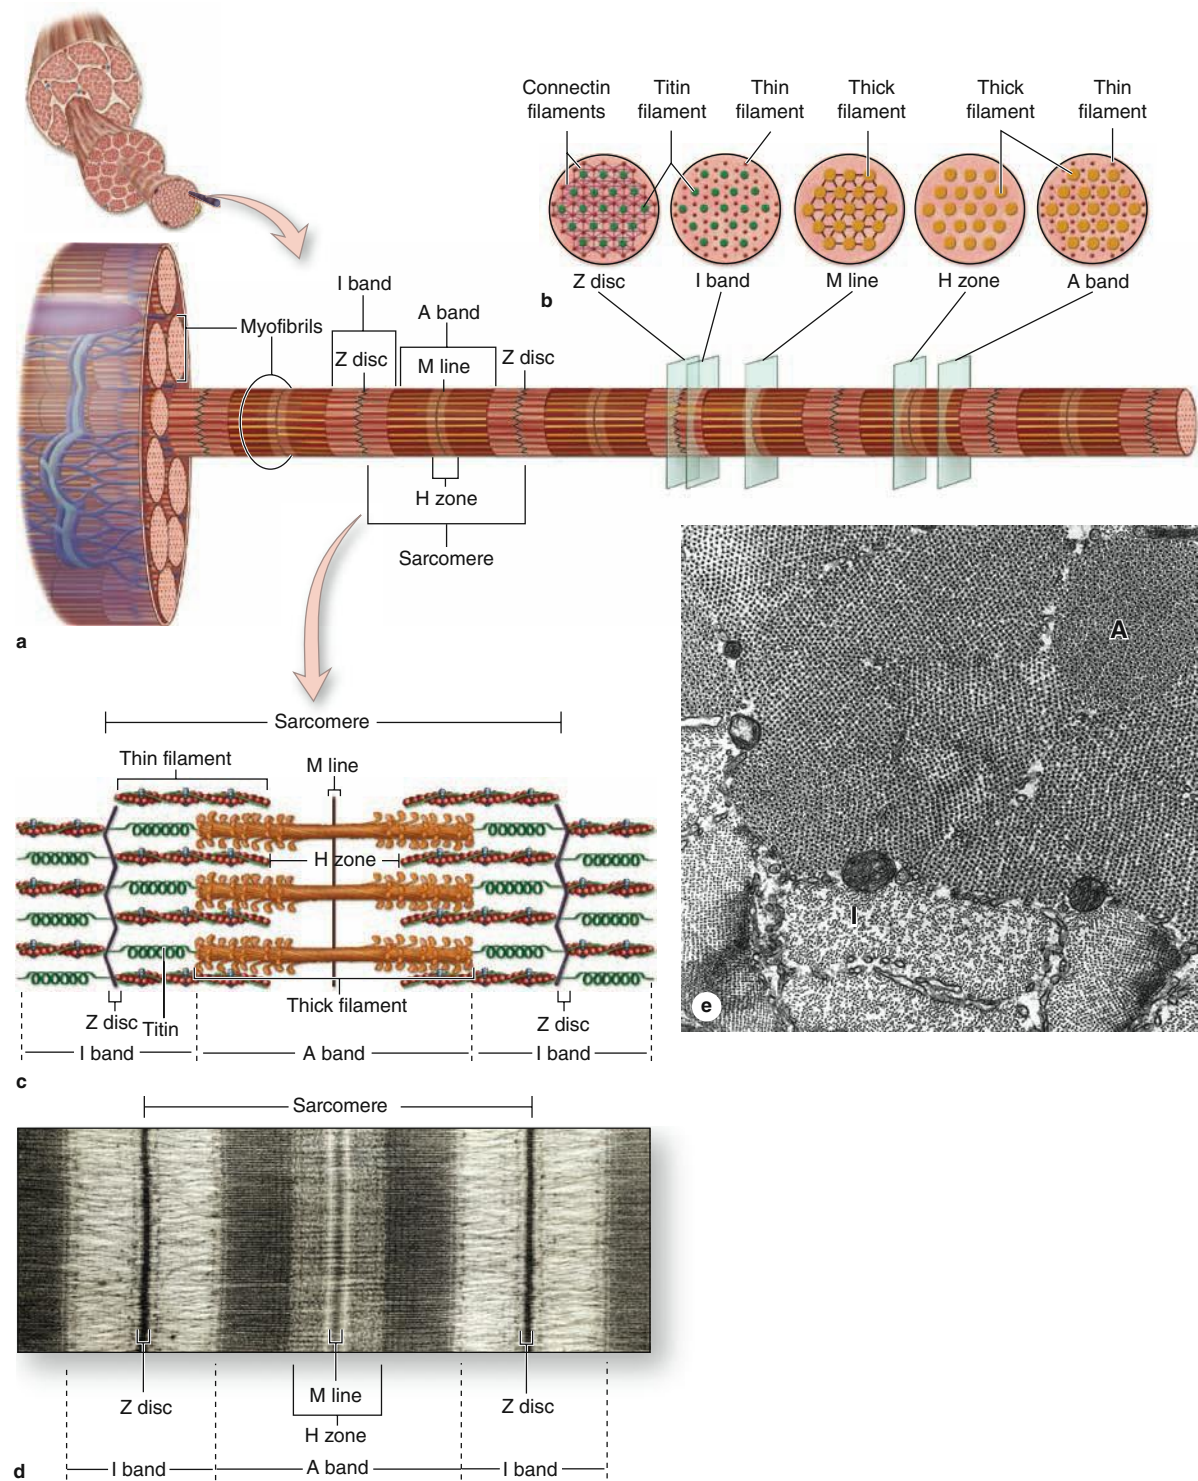 Connectin
filaments
Titin
filament
Thin
filament
Thick
filament
Thick
filament
Thin
filament
Z disc
I band
M line
H zone
A band
b
I band
A band
Myofibrils
Z disc
M line
Z disc
H zone
Sarcomere
a
A
I
e
Sarcomere
Thin filament
M line
H zone
Thick filament
Z disc
Titin
Z disc
I band
A band
I band
c
Sarcomere
Z disc
M line
Z disc
H zone
I band
A band
I band
d